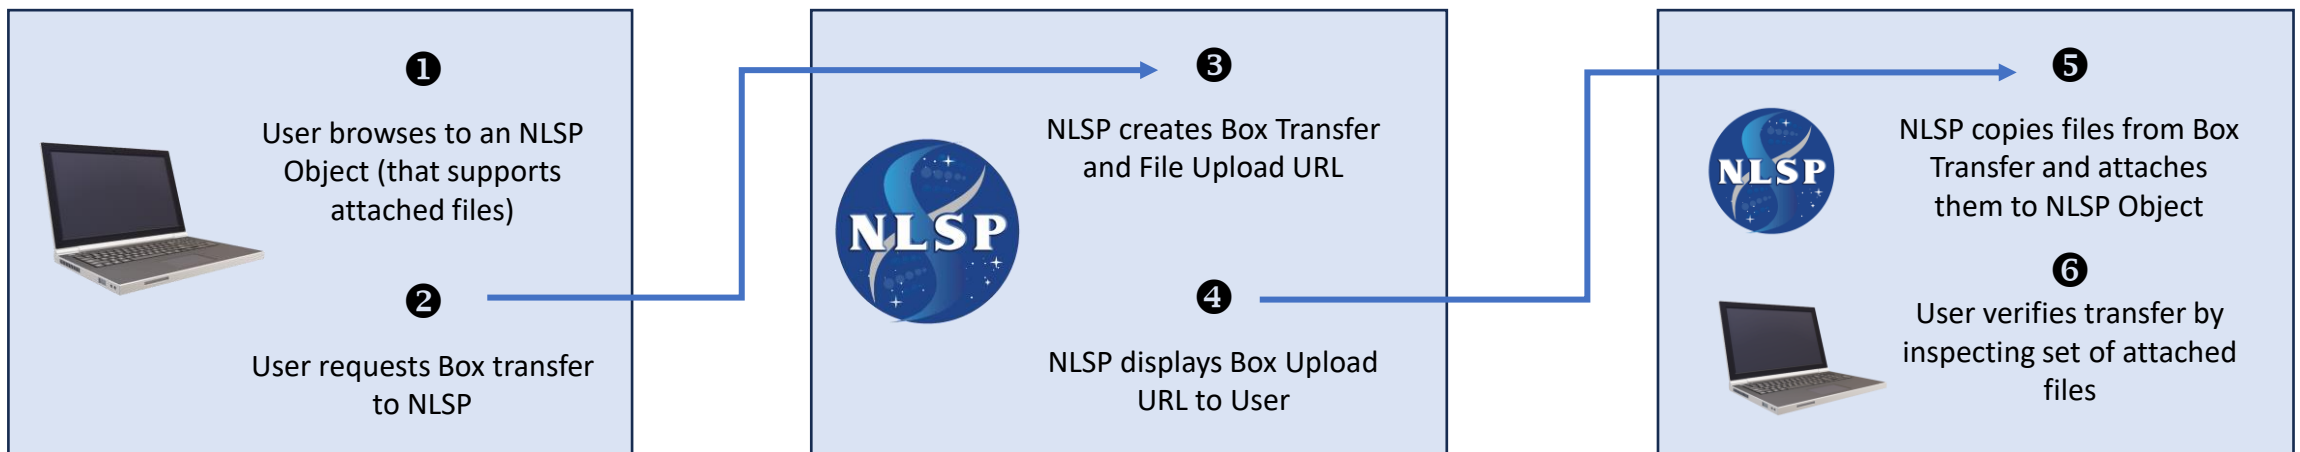 ❶
User browses to an NLSP
Object (that supports
attached files)
❷
User requests Box transfer
to NLSP
NLSP
❸
NLSP creates Box Transfer
and File Upload URL
❹
NLSP displays Box Upload
URL to User
NLSP
❺
NLSP copies files from Box
Transfer and attaches
them to NLSP Object
❻
User verifies transfer by
inspecting set of attached
files